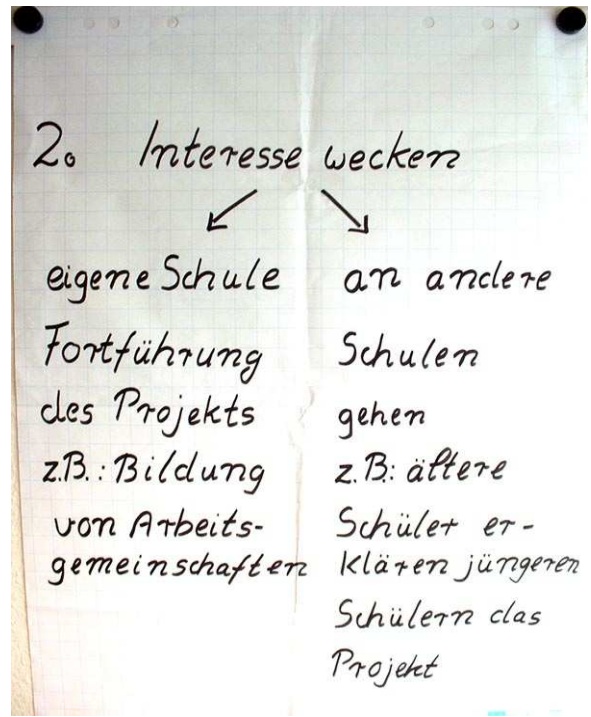 2. Interesse wecken
eigene Schule
Fortführung
des Projekts
z.B.: Bildung
von Arbeits-
gemeinschaften
an andere
Schulen
gehen
z.B.: ältere
Schüler er-
klären jüngeren
Schülern das
Projekt